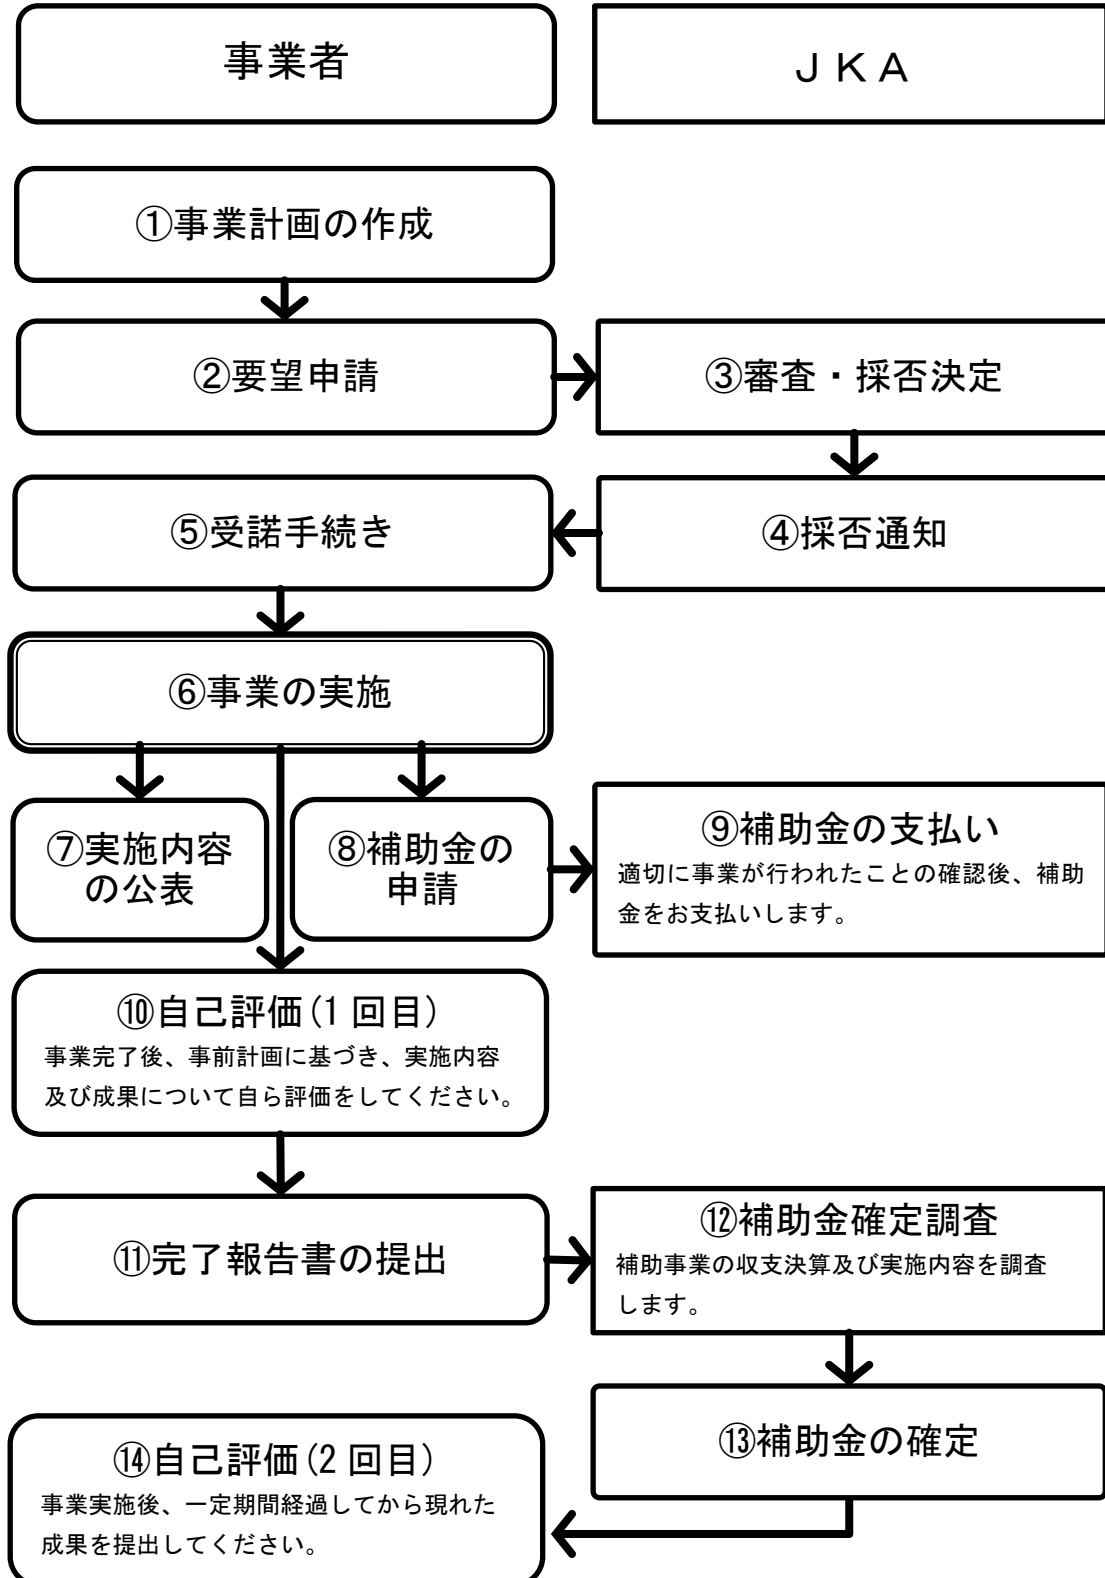 事業者
ＪＫＡ
①事業計画の作成
②要望申請
③審査・採否決定
④採否通知
⑤受諾手続き
⑥事業の実施
⑦実施内容
の公表
⑧補助金の
申請
⑨補助金の支払い
適切に事業が行われたことの確認後、補助
金をお支払いします。
⑩自己評価(1回目)
事業完了後、事前計画に基づき、実施内容
及び成果について自ら評価をしてください。
⑪完了報告書の提出
⑫補助金確定調査
補助事業の収支決算及び実施内容を調査
します。
⑬補助金の確定
⑭自己評価(2回目)
事業実施後、一定期間経過してから現れた
成果を提出してください。